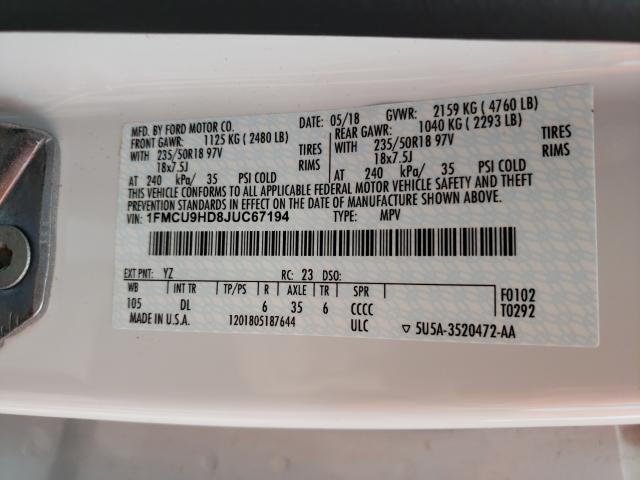 MFD. BY FORD MOTOR CO. DATE: 05/18 GVWR: 2159 KG ( 4760 LB)
FRONT GAWR: 1125 KG ( 2480 LB) REAR GAWR: 1040 KG ( 2293 LB)
WITH 235/50R18 97V TIRES WITH 235/50R18 97V TIRES
18x7.5J RIMS 18x7.5J RIMS
AT 240 kPa/ 35 PSI COLD AT 240 kPa/ 35 PSI COLD
THIS VEHICLE CONFORMS TO ALL APPLICABLE FEDERAL MOTOR VEHICLE SAFETY AND THEFT
PREVENTION STANDARDS IN EFFECT ON THE DATE OF MANUFACTURE SHOWN ABOVE.
VIN: 1FMCU9HD8JUC67194 TYPE: MPV
EXT PNT: YZ RC: 23 DSO:
WB INT TR TP/PS R AXLE TR SPR F0102
105 DL 6 35 6 CCCC T0292
MADE IN U.S.A. 1201805187644 ULC 5U5A-3520472-AA